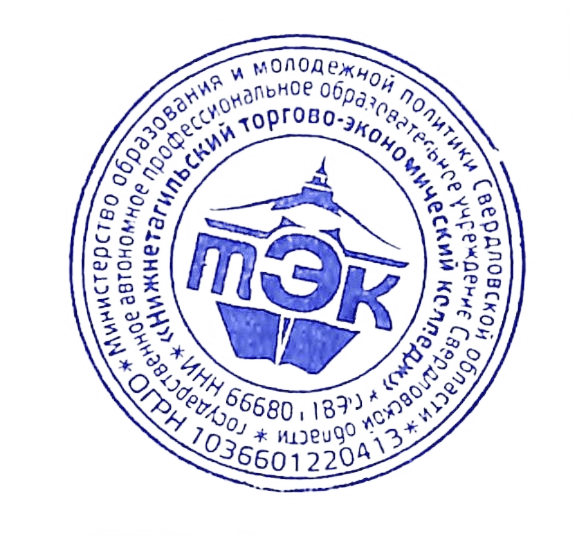 * Министерство образования и молодежной политики Свердловской области *
ОГРН 1036601220413
государственное автономное профессиональное образовательное учреждение Свердловской области *
«Нижнетагильский торгово-экономический колледж»
* ИНН
ТЭК